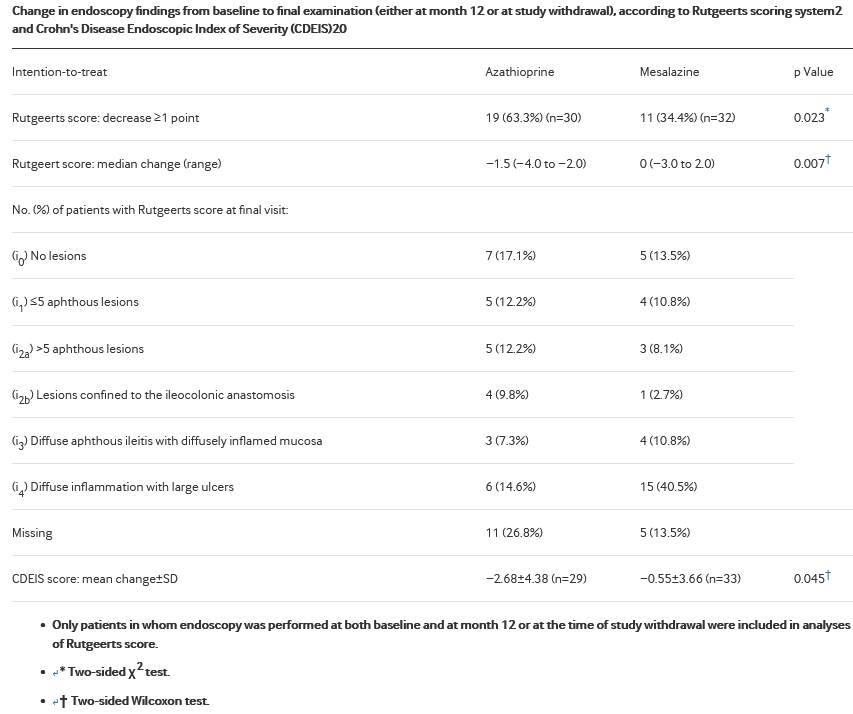 Change in endoscopy findings from baseline to final examination (either at month 12 or at study withdrawal), according to Rutgeerts scoring system2
and Crohn's Disease Endoscopic Index of Severity (CDEIS)20
Intention-to-treat Azathioprine Mesalazine p Value
Rutgeerts score: decrease ≥1 point 19 (63.3%) (n=30) 11 (34.4%) (n=32) 0.023*
Rutgeert score: median change (range) −1.5 (−4.0 to −2.0) 0 (−3.0 to 2.0) 0.007†
No. (%) of patients with Rutgeerts score at final visit:
(i0) No lesions 7 (17.1%) 5 (13.5%)
(i1) ≤5 aphthous lesions 5 (12.2%) 4 (10.8%)
(i2a) >5 aphthous lesions 5 (12.2%) 3 (8.1%)
(i2b) Lesions confined to the ileocolonic anastomosis 4 (9.8%) 1 (2.7%)
(i3) Diffuse aphthous ileitis with diffusely inflamed mucosa 3 (7.3%) 4 (10.8%)
(i4) Diffuse inflammation with large ulcers 6 (14.6%) 15 (40.5%)
Missing 11 (26.8%) 5 (13.5%)
CDEIS score: mean change±SD −2.68±4.38 (n=29) −0.55±3.66 (n=33) 0.045†
• Only patients in whom endoscopy was performed at both baseline and at month 12 or at the time of study withdrawal were included in analyses
of Rutgeerts score.
• ↲* Two-sided χ2 test.
• ↲† Two-sided Wilcoxon test.